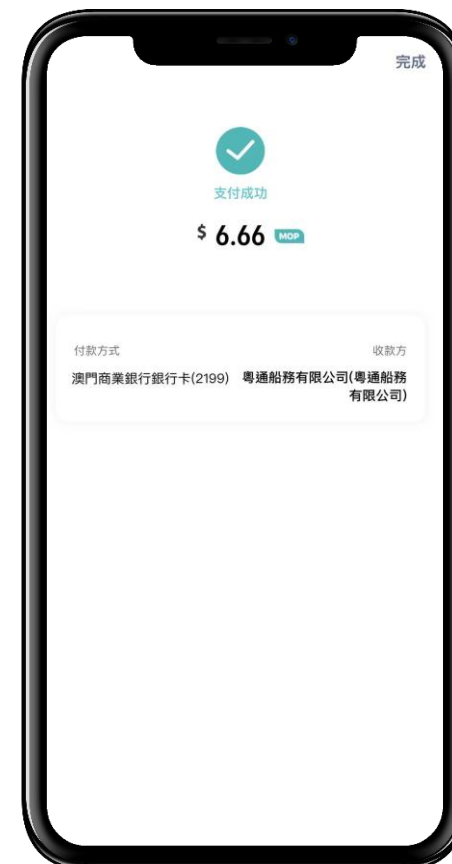 完成
支付成功
$ 6.66 MOP
付款方式 收款方
澳門商業銀行銀行卡(2199) 粵通船務有限公司(粵通船務
有限公司)